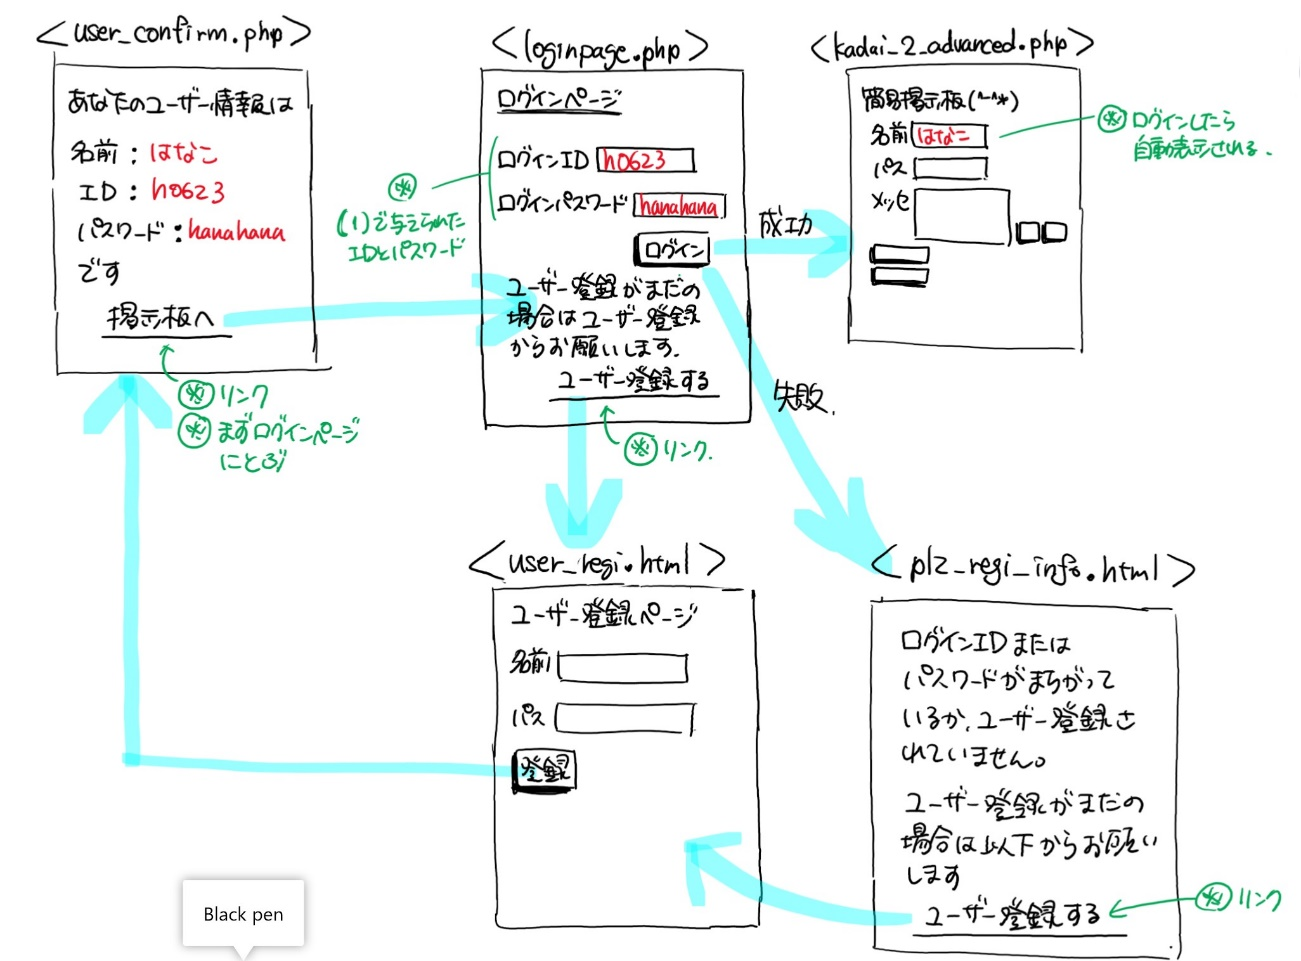 <user_confirm.php>
あなたのユーザー情報は
名前：はなこ
ID：h0623
パスワード：hanahana
です
掲示板へ
※リンク
※まずログインページ
にとぶ
<loginpage.php>
ログインページ
ログインID h0623
ログインパスワード hanahana
※
(1)で与えられた
IDとパスワード
ログイン
ユーザー登録がまだの
場合はユーザー登録
からお願いします.
ユーザー登録する
※リンク.
成功
失敗.
<kadai_2_advanced.php>
簡易掲示板(^^*)
名前 はなこ
パス
メッセ
※ログインしたら
自動表示される.
<user_regi.html>
ユーザー登録ページ
名前
パス
登録
<plz_regi_info.html>
ログインIDまたは
パスワードがまちがって
いるか、ユーザー登録さ
れていません。
ユーザー登録がまだの
場合は以下からお願い
します
ユーザー登録する
※リンク
Black pen